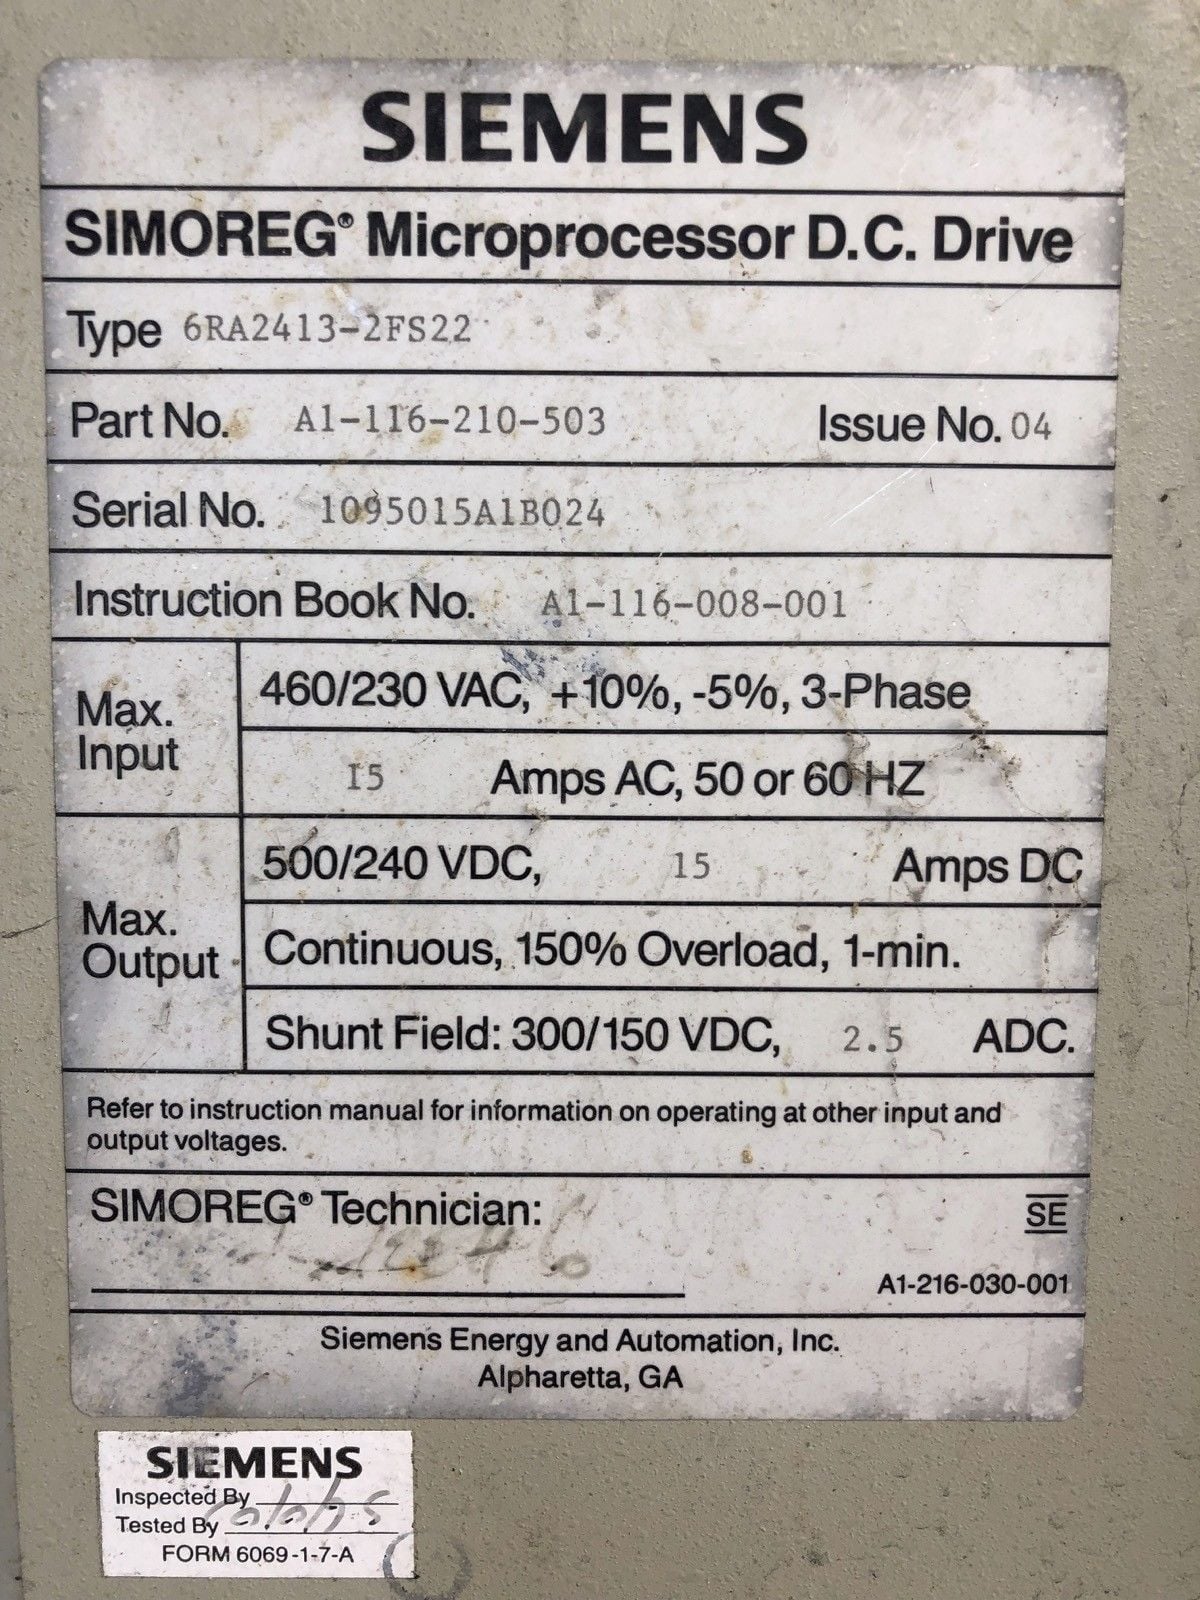 SIEMENS
SIMOREG® Microprocessor D.C. Drive
Type 6RA2413-2FS22
Part No. A1-116-210-503 Issue No. 04
Serial No. 1095015A1B024
Instruction Book No. A1-116-008-001
Max. Input
460/230 VAC, +10%, -5%, 3-Phase
15 Amps AC, 50 or 60 HZ
Max. Output
500/240 VDC, 15 Amps DC
Continuous, 150% Overload, 1-min.
Shunt Field: 300/150 VDC, 2.5 ADC.
Refer to instruction manual for information on operating at other input and
output voltages.
SIMOREG® Technician:
SE
A1-216-030-001
Siemens Energy and Automation, Inc.
Alpharetta, GA
SIEMENS
Inspected By
Tested By
FORM 6069-1-7-A